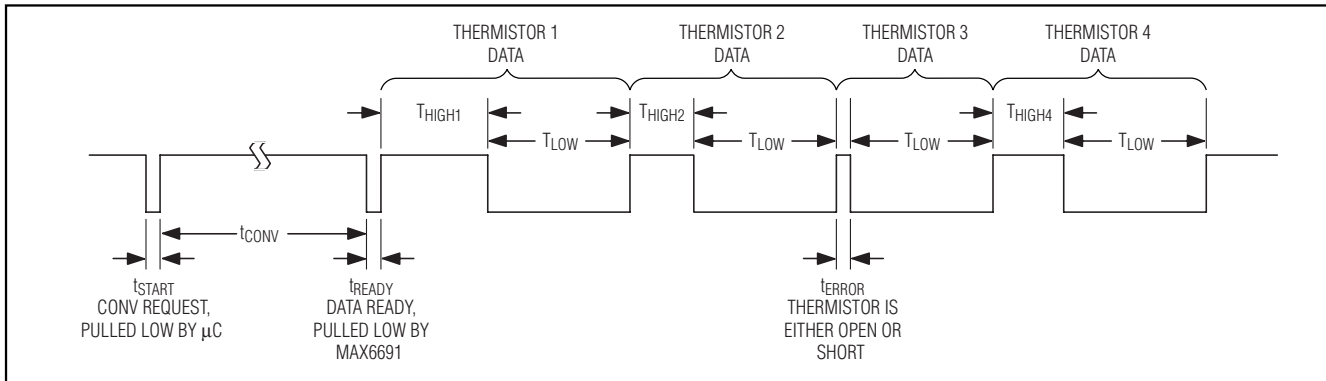 THERMISTOR 1
DATA
THERMISTOR 2
DATA
THERMISTOR 3
DATA
THERMISTOR 4
DATA
THIGH1
THIGH2
THIGH4
TLOW
TLOW
TLOW
TLOW
tCONV
tSTART
CONV REQUEST,
PULLED LOW BY μC
tREADY
DATA READY,
PULLED LOW BY
MAX6691
tERROR
THERMISTOR IS
EITHER OPEN OR
SHORT